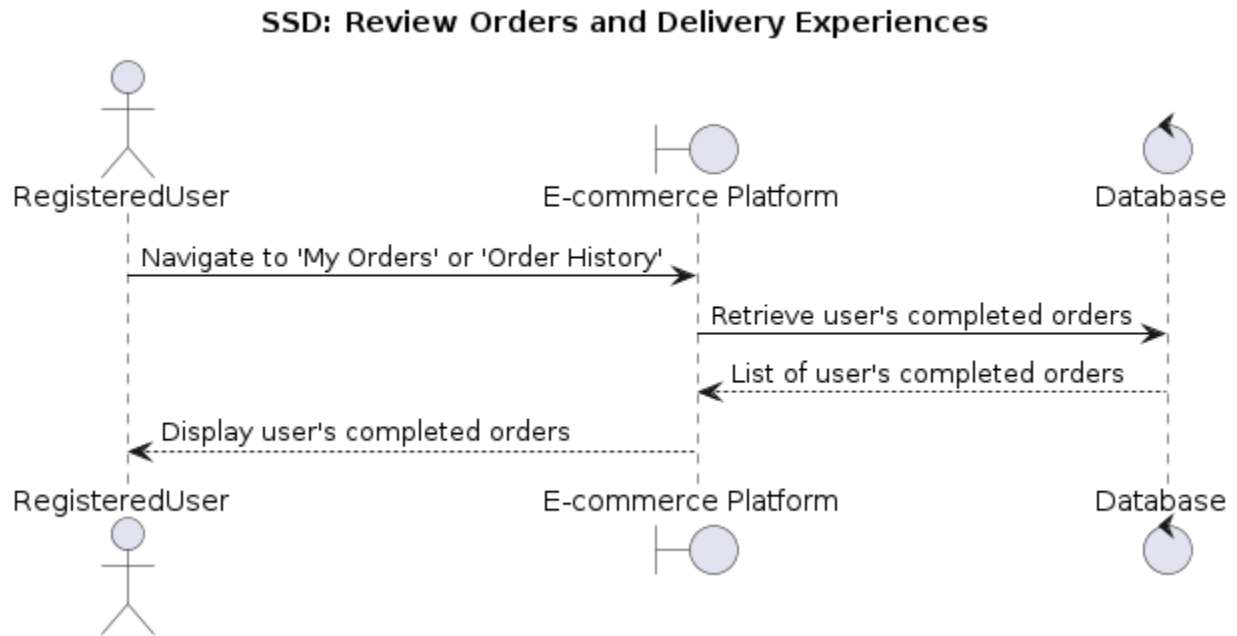 SSD: Review Orders and Delivery Experiences
RegisteredUser
E-commerce Platform
Database
Navigate to 'My Orders' or 'Order History'
Retrieve user's completed orders
List of user's completed orders
Display user's completed orders
RegisteredUser
E-commerce Platform
Database